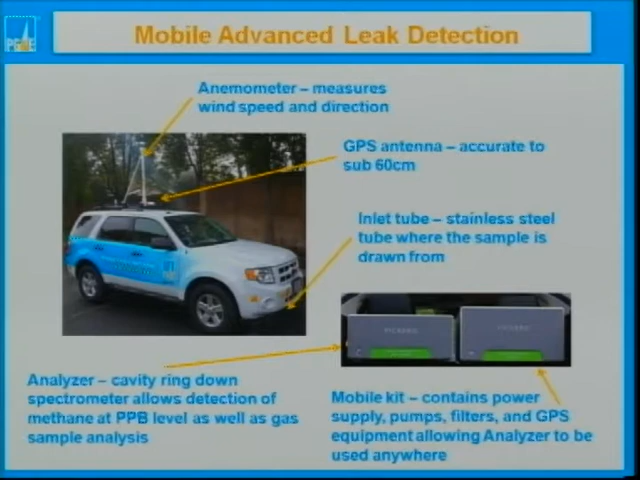 PG&E
Mobile Advanced Leak Detection
Anemometer – measures
wind speed and direction
GPS antenna – accurate to
sub 60cm
Inlet tube – stainless steel
tube where the sample is
drawn from
PICARRO
PICARRO
Analyzer – cavity ring down
spectrometer allows detection of
methane at PPB level as well as gas
sample analysis
Mobile kit – contains power
supply, pumps, filters, and GPS
equipment allowing Analyzer to be
used anywhere